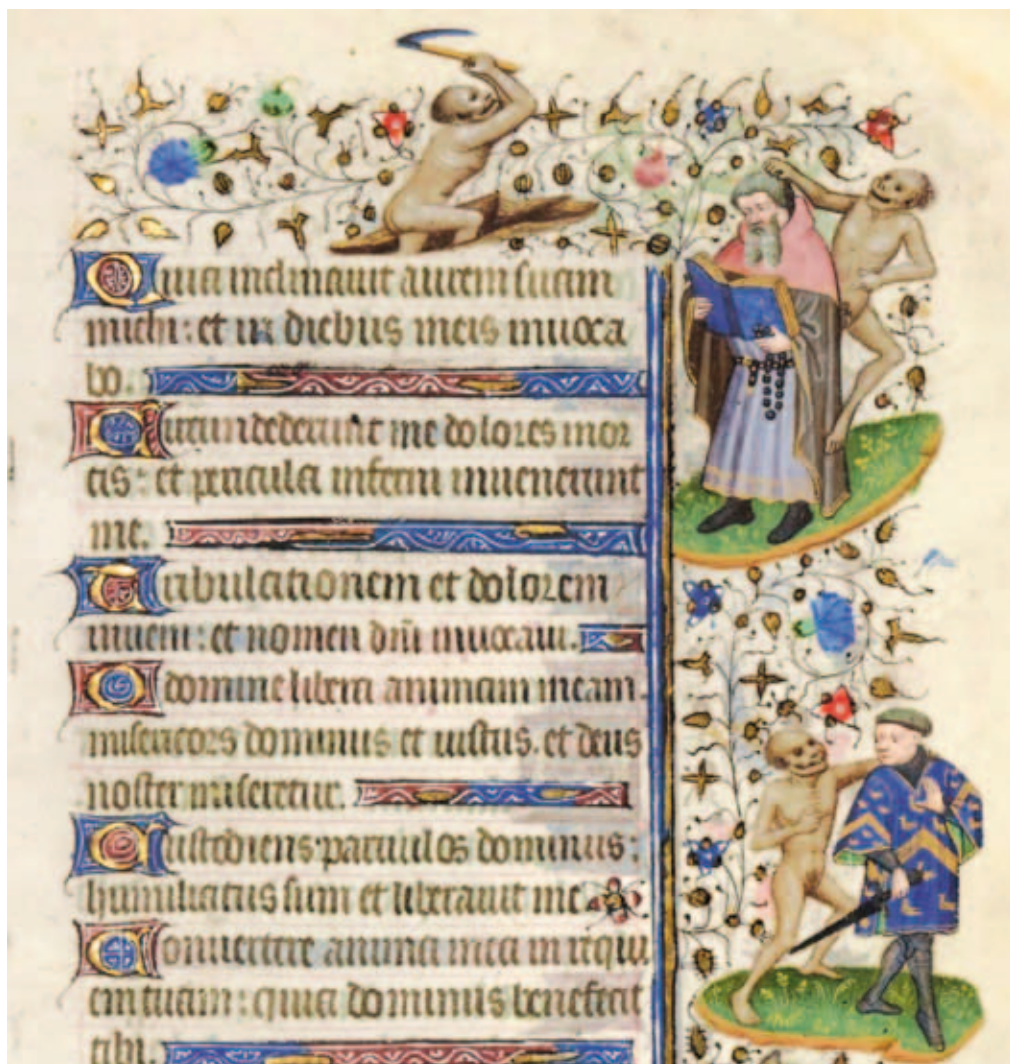 Quia inclinauit aurem suam
michi: et in diebus meis inuoca
bo.
Circundederunt me dolores mor
tis: et pericula inferni inuenerunt
me.
Tribulationem et dolorem
inueni: et nomen dñi inuocaui.
O domine libera animam meam.
misericors dominus et iustus. et deus
noster miseretur.
Custodiens paruulos dominus:
humiliatus sum et liberauit me
Conuertere anima mea in requi
em tuam: quia dominus benefecit
tibi.